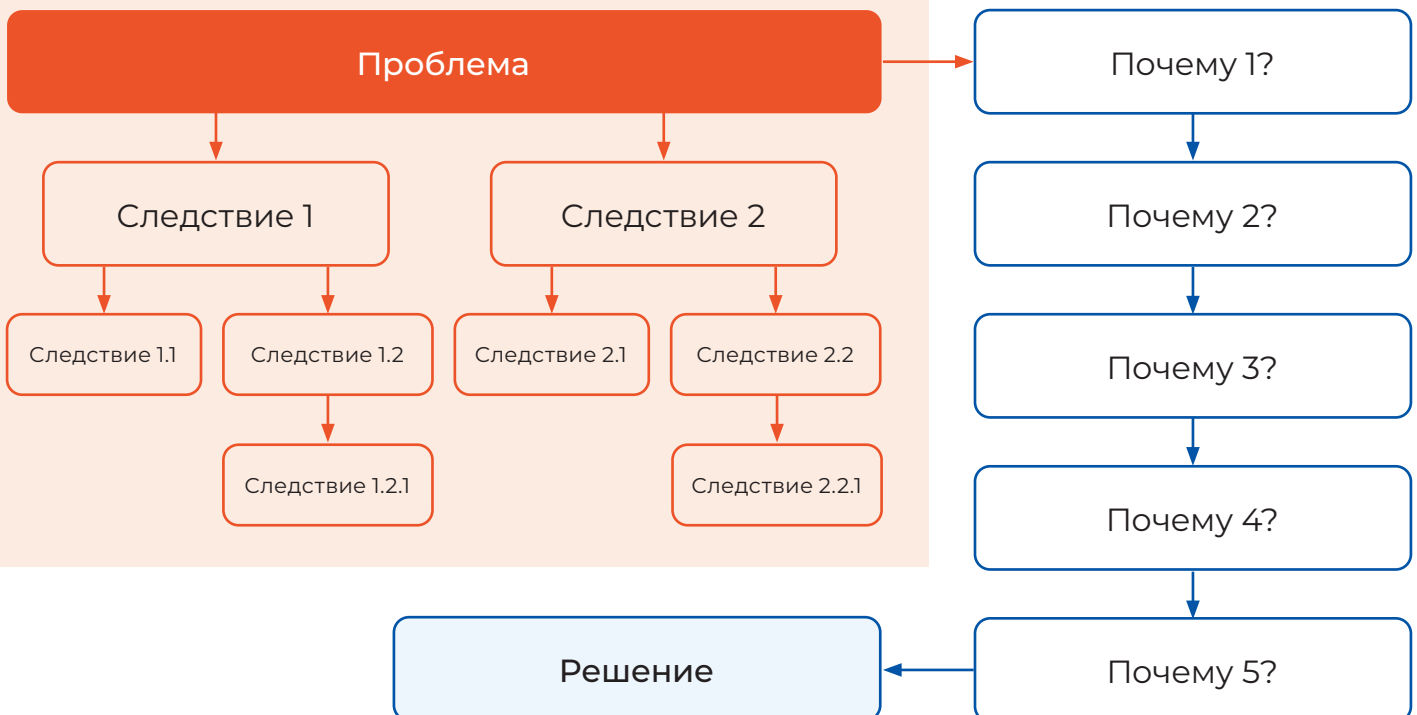 Проблема
Почему 1?
Следствие 1
Следствие 2
Почему 2?
Следствие 1.1
Следствие 1.2
Следствие 2.1
Следствие 2.2
Почему 3?
Следствие 1.2.1
Следствие 2.2.1
Почему 4?
Решение
Почему 5?